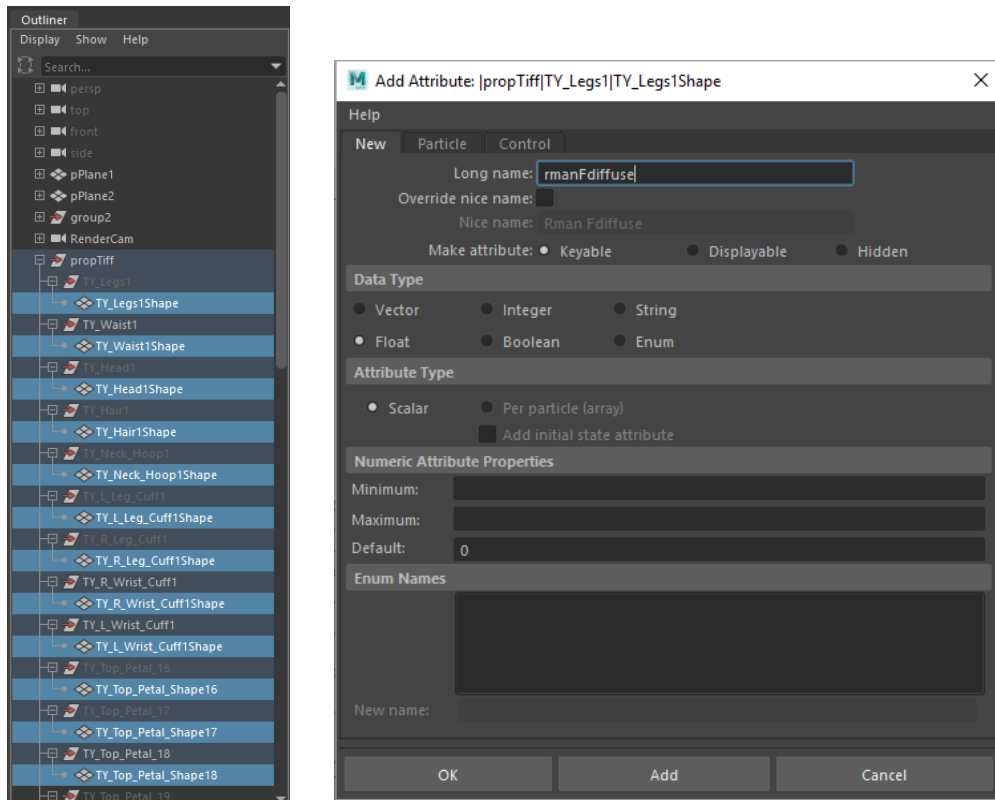 Outliner
Display Show Help
Search...
persp
top
front
side
pPlane1
pPlane2
group2
RenderCam
propTiff
TY_Legs1
TY_Legs1Shape
TY_Waist1
TY_Waist1Shape
TY_Head1
TY_Head1Shape
TY_Hair1
TY_Hair1Shape
TY_Neck_Hoop1
TY_Neck_Hoop1Shape
TY_L_Leg_Cuff1
TY_L_Leg_Cuff1Shape
TY_R_Leg_Cuff1
TY_R_Leg_Cuff1Shape
TY_R_Wrist_Cuff1
TY_R_Wrist_Cuff1Shape
TY_L_Wrist_Cuff1
TY_L_Wrist_Cuff1Shape
TY_Top_Petal_16
TY_Top_Petal_Shape16
TY_Top_Petal_17
TY_Top_Petal_Shape17
TY_Top_Petal_18
TY_Top_Petal_Shape18
TY_Top_Petal_19
M Add Attribute: |propTiff|TY_Legs1|TY_Legs1Shape
Help
New Particle Control
Long name: rmanFdiffuse
Override nice name:
Nice name: Rman Fdiffuse
Make attribute: Keyable Displayable Hidden
Data Type
Vector Integer String
Float Boolean Enum
Attribute Type
Scalar Per particle (array)
Add initial state attribute
Numeric Attribute Properties
Minimum:
Maximum:
Default: 0
Enum Names
New name:
OK Add Cancel